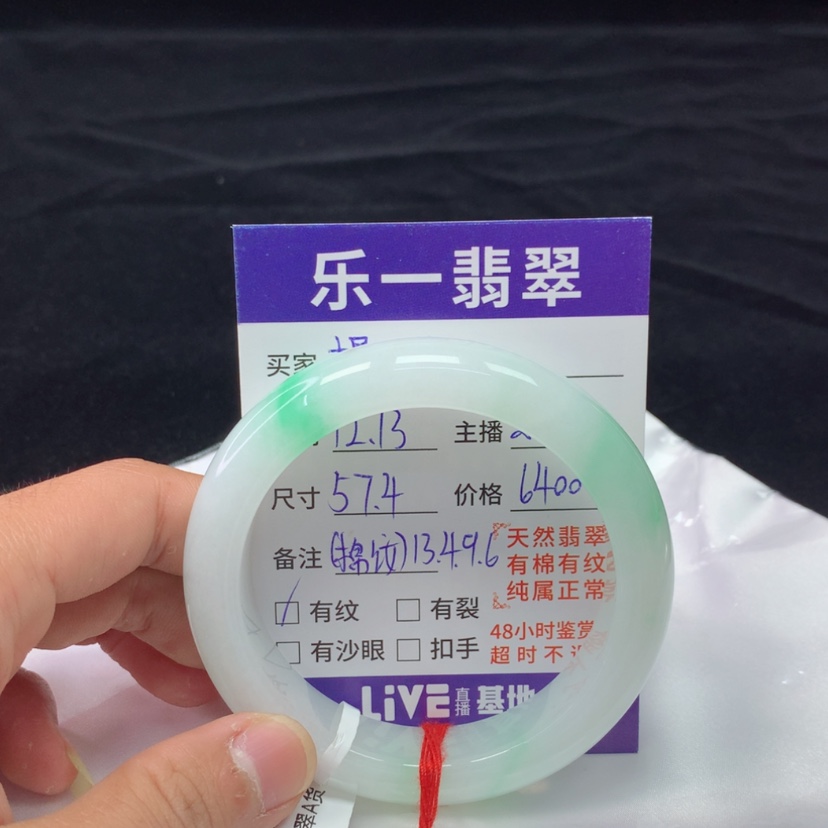 乐一翡翠
买家
12.13 主播
尺寸 57.4 价格 6400
备注 (棉纹) 13.4.9.6
天然翡翠
有棉有纹
纯属正常
有纹 有裂
有沙眼 扣手
48小时鉴赏
超时不
LiVE 直播 基地
翠A货